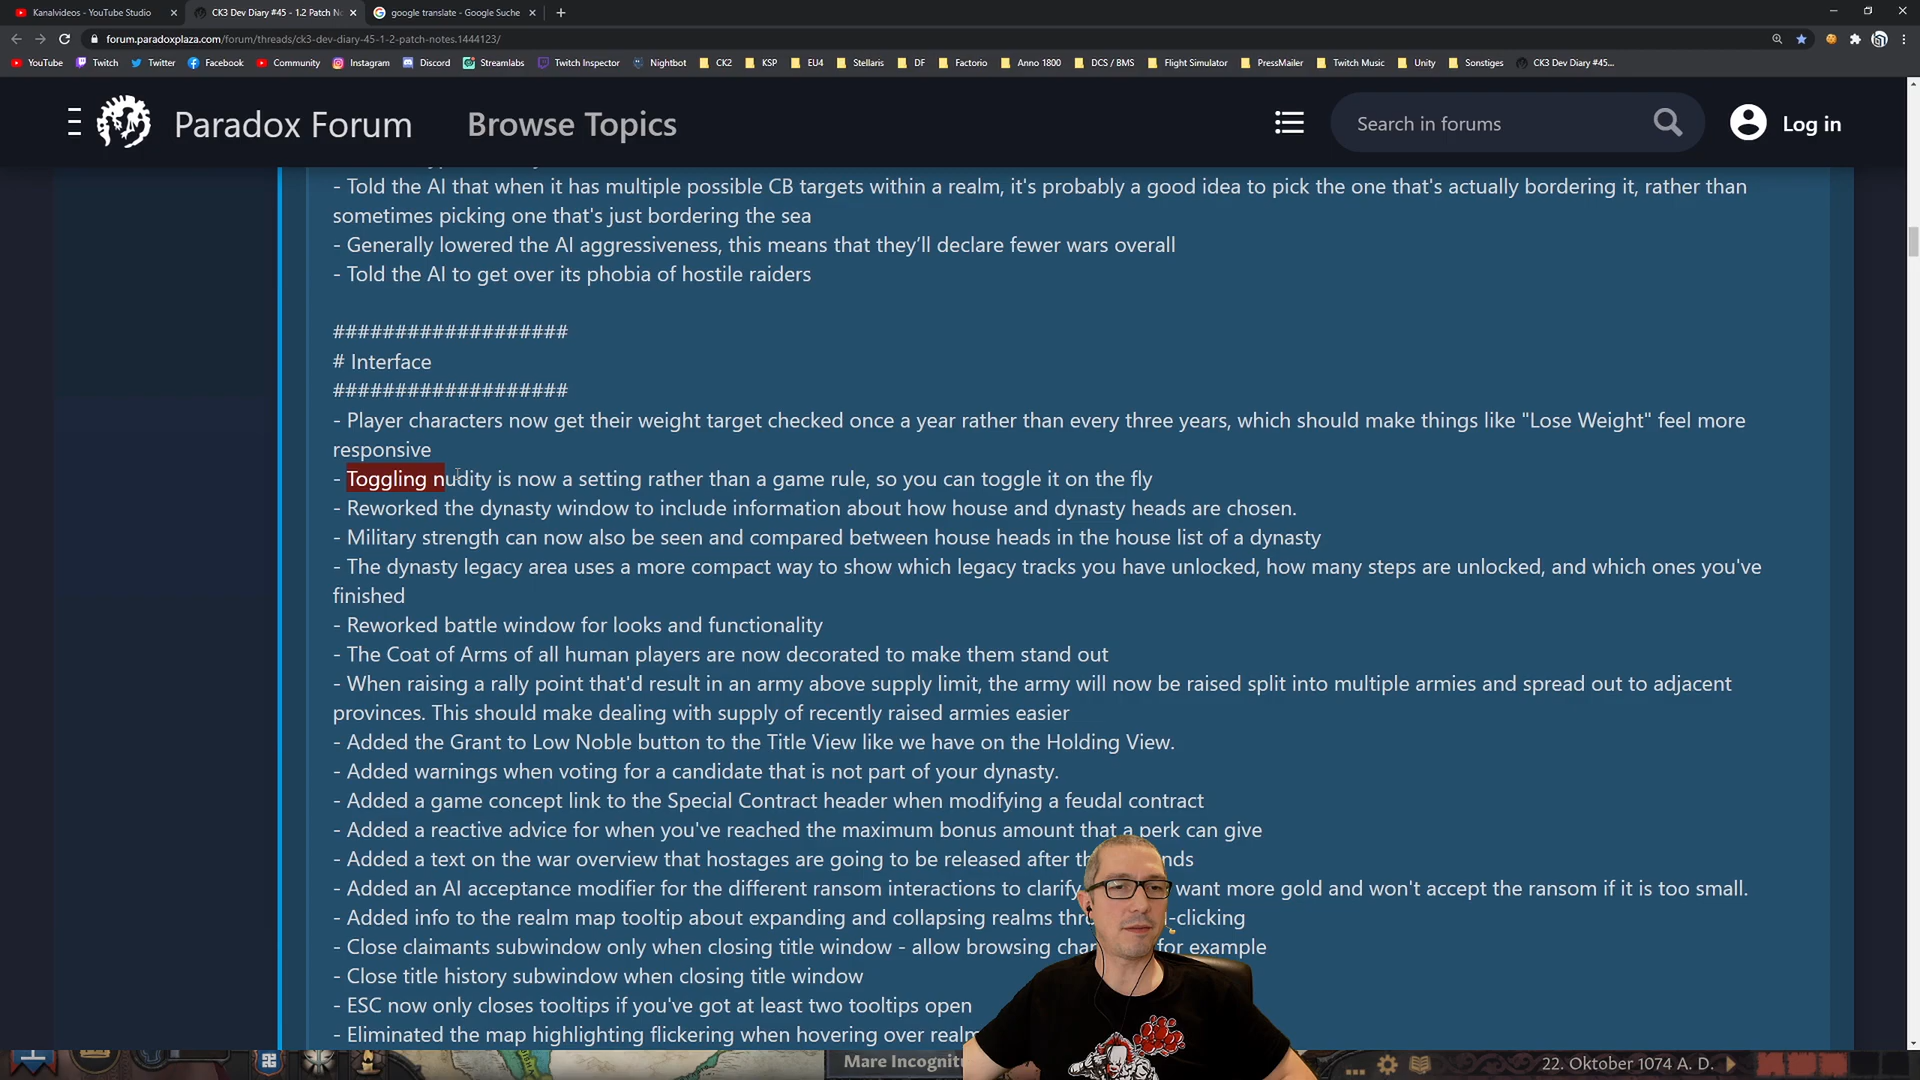 Kanalvideos - YouTube Studio
CK3 Dev Diary #45 - 1.2 Patch N
google translate - Google Suche
forum.paradoxplaza.com/forum/threads/ck3-dev-diary-45-1-2-patch-notes.1444123/
YouTube Twitch Twitter Facebook Community Instagram Discord Streamlabs Twitch Inspector Nightbot CK2 KSP EU4 Stellaris DF Factorio Anno 1800 DCS / BMS Flight Simulator PressMailer Twitch Music Unity Sonstiges CK3 Dev Diary #45...
Paradox Forum Browse Topics Search in forums Log in
- Told the AI that when it has multiple possible CB targets within a realm, it's probably a good idea to pick the one that's actually bordering it, rather than
sometimes picking one that's just bordering the sea
- Generally lowered the AI aggressiveness, this means that they’ll declare fewer wars overall
- Told the AI to get over its phobia of hostile raiders
###################
# Interface
###################
- Player characters now get their weight target checked once a year rather than every three years, which should make things like "Lose Weight" feel more
responsive
- Toggling nudity is now a setting rather than a game rule, so you can toggle it on the fly
- Reworked the dynasty window to include information about how house and dynasty heads are chosen.
- Military strength can now also be seen and compared between house heads in the house list of a dynasty
- The dynasty legacy area uses a more compact way to show which legacy tracks you have unlocked, how many steps are unlocked, and which ones you've
finished
- Reworked battle window for looks and functionality
- The Coat of Arms of all human players are now decorated to make them stand out
- When raising a rally point that'd result in an army above supply limit, the army will now be raised split into multiple armies and spread out to adjacent
provinces. This should make dealing with supply of recently raised armies easier
- Added the Grant to Low Noble button to the Title View like we have on the Holding View.
- Added warnings when voting for a candidate that is not part of your dynasty.
- Added a game concept link to the Special Contract header when modifying a feudal contract
- Added a reactive advice for when you've reached the maximum bonus amount that a perk can give
- Added a text on the war overview that hostages are going to be released after th nds
- Added an AI acceptance modifier for the different ransom interactions to clarify want more gold and won't accept the ransom if it is too small.
- Added info to the realm map tooltip about expanding and collapsing realms thr -clicking
- Close claimants subwindow only when closing title window - allow browsing cha for example
- Close title history subwindow when closing title window
- ESC now only closes tooltips if you've got at least two tooltips open
- Eliminated the map highlighting flickering when hovering over realm
Mare Incognit
22. Oktober 1074 A. D.